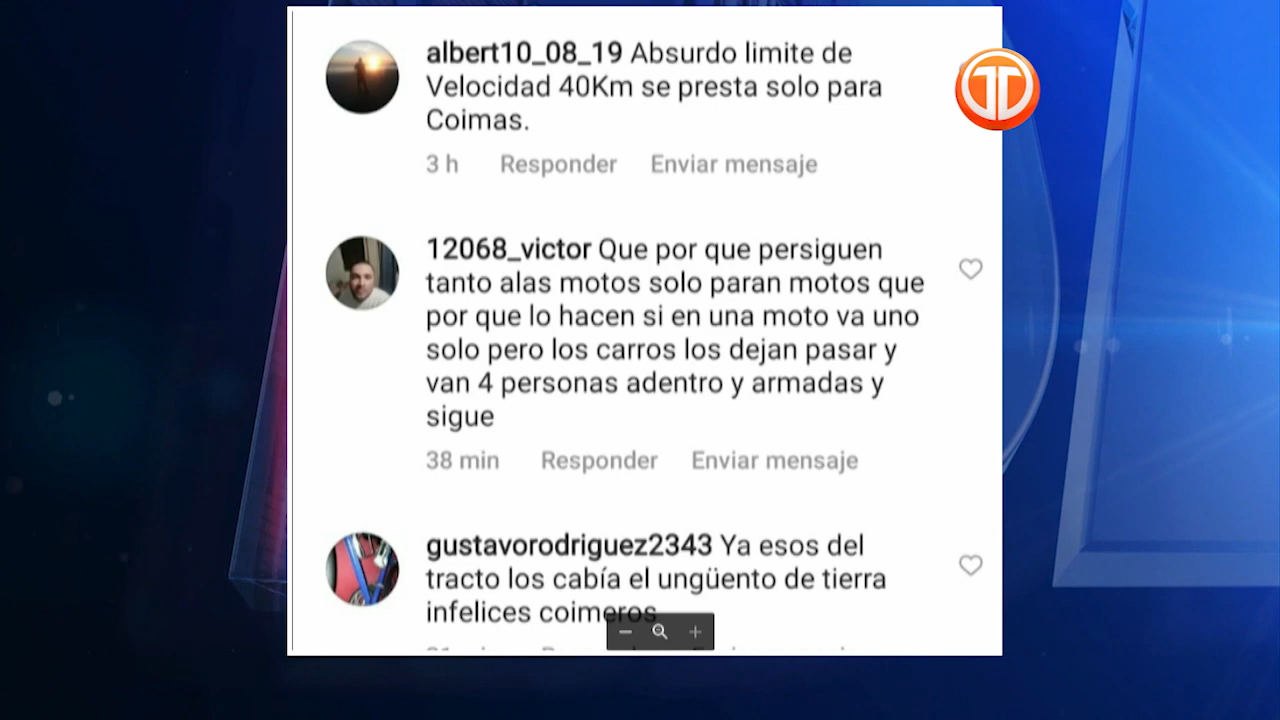 albert10_08_19 Absurdo limite de
Velocidad 40Km se presta solo para
Coimas.
3 h Responder Enviar mensaje
12068_victor Que por que persiguen
tanto alas motos solo paran motos que
por que lo hacen si en una moto va uno
solo pero los carros los dejan pasar y
van 4 personas adentro y armadas y
sigue
38 min Responder Enviar mensaje
gustavorodriguez2343 Ya esos del
tracto los cabía el ungüento de tierra
infelices coimeros